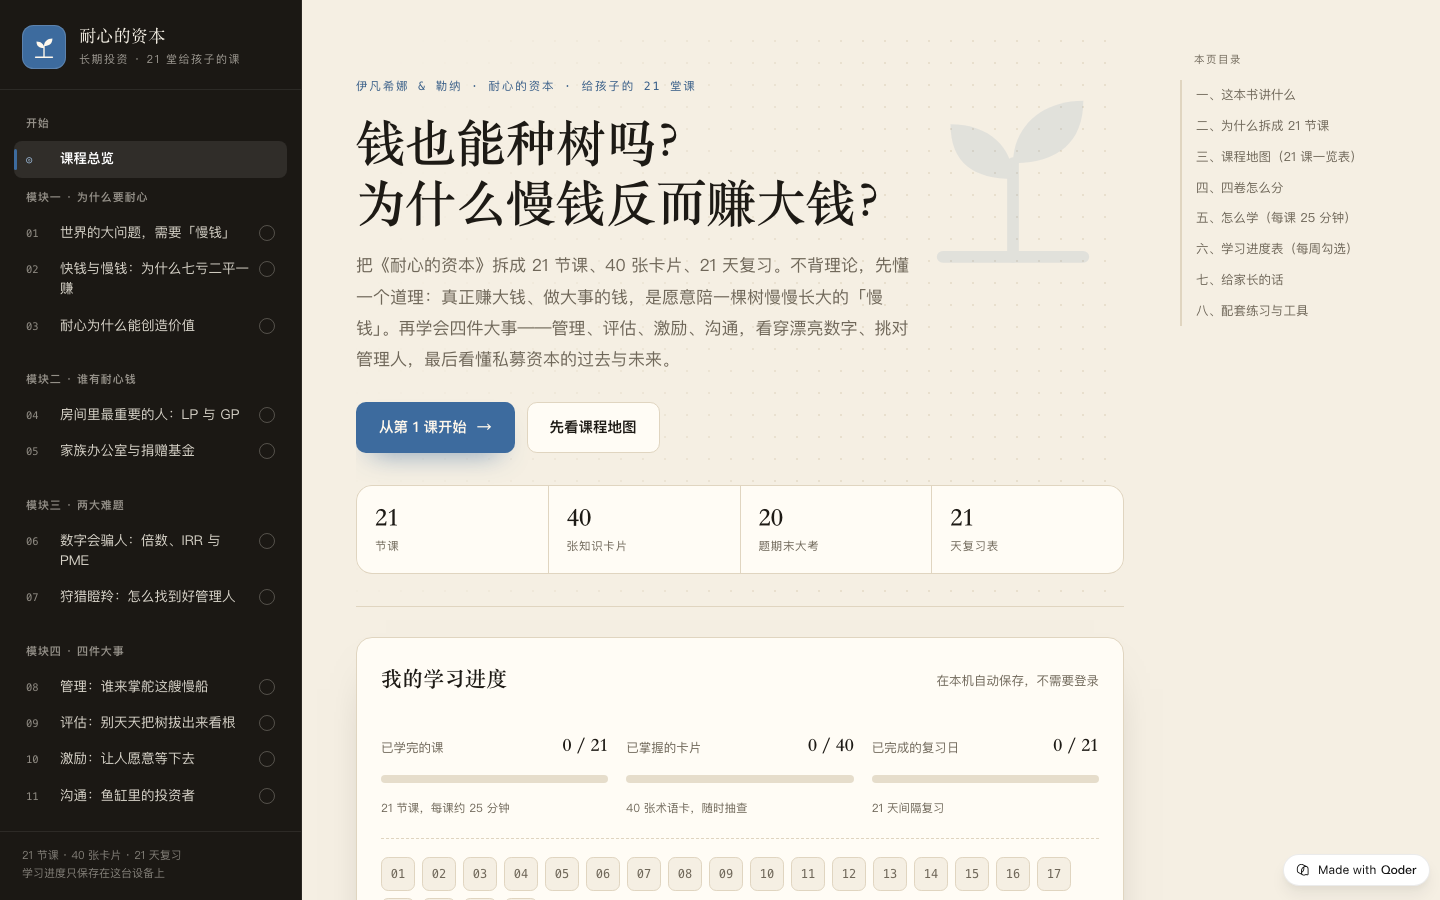 耐心的资本
长期投资 · 21 堂给孩子的课
开始
课程总览
模块一 · 为什么要耐心
01 世界的大问题，需要「慢钱」
02 快钱与慢钱：为什么七亏二平一
赚
03 耐心为什么能创造价值
模块二 · 谁有耐心钱
04 房间里最重要的人：LP 与 GP
05 家族办公室与捐赠基金
模块三 · 两大难题
06 数字会骗人：倍数、IRR 与
PME
07 狩猎瞪羚：怎么找到好管理人
模块四 · 四件大事
08 管理：谁来掌舵这艘慢船
09 评估：别天天把树拔出来看根
10 激励：让人愿意等下去
11 沟通：鱼缸里的投资者
21 节课 · 40 张卡片 · 21 天复习
学习进度只保存在这台设备上
伊凡希娜 & 勒纳 · 耐心的资本 · 给孩子的 21 堂课
钱也能种树吗？
为什么慢钱反而赚大钱？
把《耐心的资本》拆成 21 节课、40 张卡片、21 天复习。不背理论，先懂
一个道理：真正赚大钱、做大事的钱，是愿意陪一棵树慢慢长大的「慢
钱」。再学会四件大事——管理、评估、激励、沟通，看穿漂亮数字、挑对
管理人，最后看懂私募资本的过去与未来。
从第 1 课开始 →
先看课程地图
21
节课
40
张知识卡片
20
题期末大考
21
天复习表
我的学习进度
在本机自动保存，不需要登录
已学完的课 0 / 21
21 节课，每课约 25 分钟
已掌握的卡片 0 / 40
40 张术语卡，随时抽查
已完成的复习日 0 / 21
21 天间隔复习
01 02 03 04 05 06 07 08 09 10 11 12 13 14 15 16 17
本页目录
一、这本书讲什么
二、为什么拆成 21 节课
三、课程地图（21 课一览表）
四、四卷怎么分
五、怎么学（每课 25 分钟）
六、学习进度表（每周勾选）
七、给家长的话
八、配套练习与工具
Made with Qoder